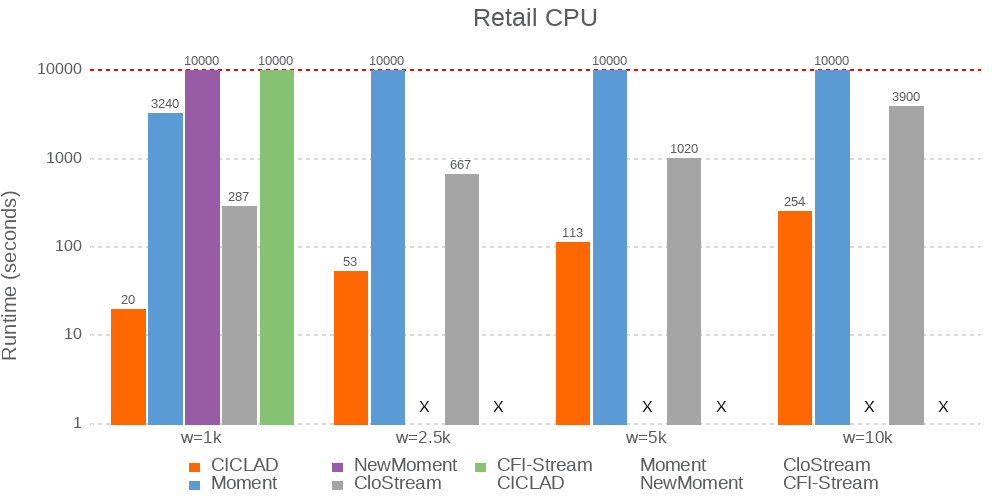 Retail CPU
Runtime (seconds)
10000
1000
100
10
1
20
3240
10000
287
10000
53
10000
X
667
X
113
10000
X
1020
X
254
10000
X
3900
X
w=1k
w=2.5k
w=5k
w=10k
CICLAD
Moment
NewMoment
CloStream
CFI-Stream
CICLAD
Moment
NewMoment
CloStream
CFI-Stream